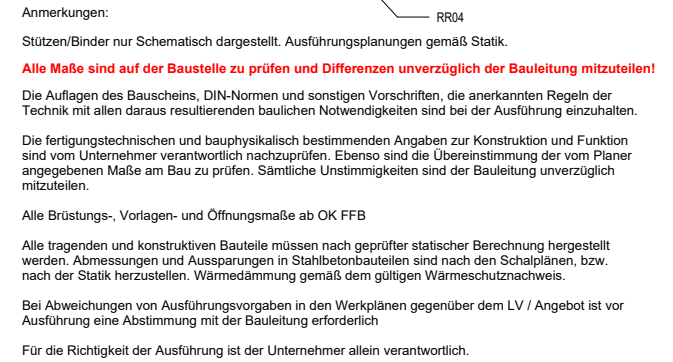 Anmerkungen:
RR04
Stützen/Binder nur Schematisch dargestellt. Ausführungsplanungen gemäß Statik.
Alle Maße sind auf der Baustelle zu prüfen und Differenzen unverzüglich der Bauleitung mitzuteilen!
Die Auflagen des Bauscheins, DIN-Normen und sonstigen Vorschriften, die anerkannten Regeln der
Technik mit allen daraus resultierenden baulichen Notwendigkeiten sind bei der Ausführung einzuhalten.
Die fertigungstechnischen und bauphysikalisch bestimmenden Angaben zur Konstruktion und Funktion
sind vom Unternehmer verantwortlich nachzuprüfen. Ebenso sind die Übereinstimmung der vom Planer
angegebenen Maße am Bau zu prüfen. Sämtliche Unstimmigkeiten sind der Bauleitung unverzüglich
mitzuteilen.
Alle Brüstungs-, Vorlagen- und Öffnungsmaße ab OK FFB
Alle tragenden und konstruktiven Bauteile müssen nach geprüfter statischer Berechnung hergestellt
werden. Abmessungen und Aussparungen in Stahlbetonbauteilen sind nach den Schalplänen, bzw.
nach der Statik herzustellen. Wärmedämmung gemäß dem gültigen Wärmeschutznachweis.
Bei Abweichungen von Ausführungsvorgaben in den Werkplänen gegenüber dem LV / Angebot ist vor
Ausführung eine Abstimmung mit der Bauleitung erforderlich
Für die Richtigkeit der Ausführung ist der Unternehmer allein verantwortlich.